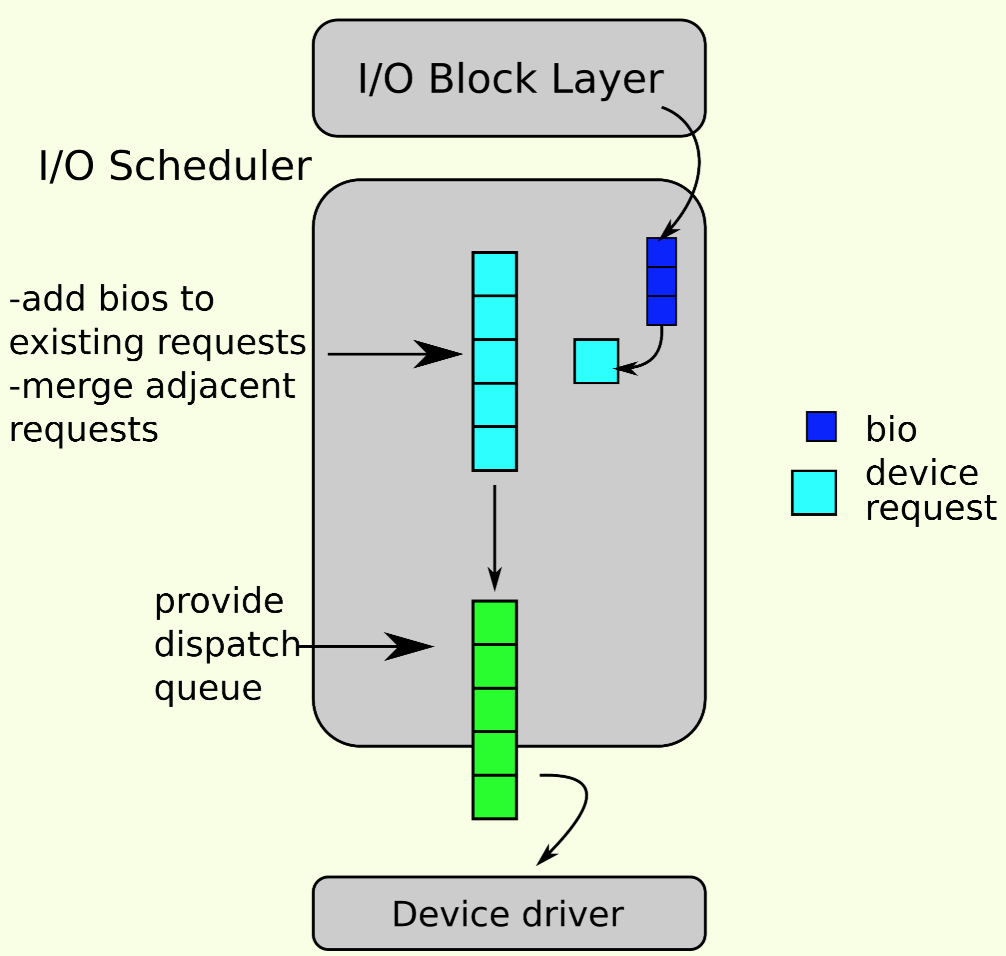 I/O Block Layer
I/O Scheduler
-add bios to
existing requests
-merge adjacent
requests
bio
device
request
provide
dispatch
queue
Device driver